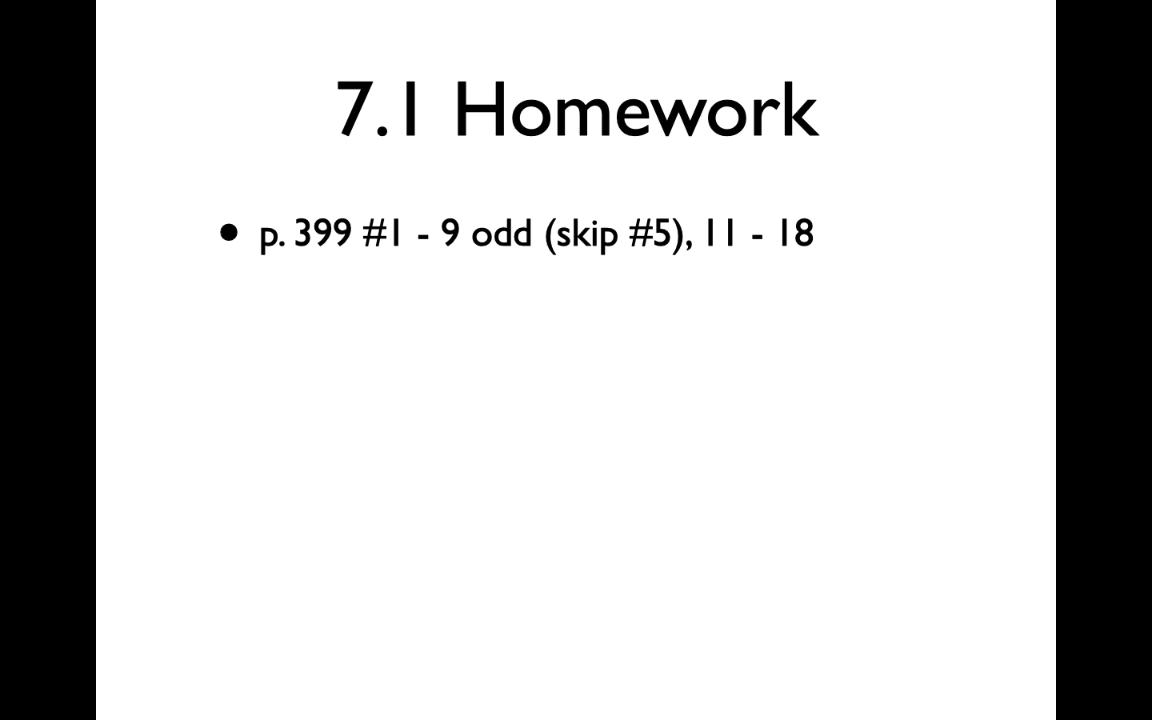 7.1 Homework
• p. 399 #1 - 9 odd (skip #5), 11 - 18